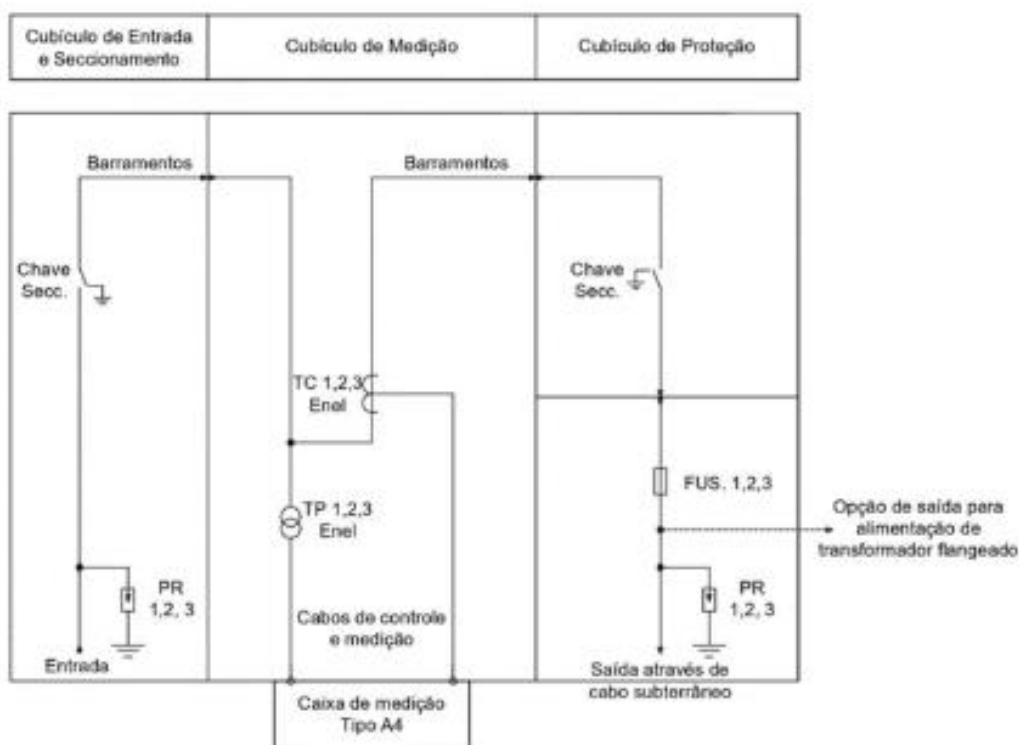 Cubículo de Entrada
e Seccionamento
Cubículo de Medição
Cubículo de Proteção
Barramentos
Barramentos
Chave
Secc.
Chave
Secc.
TC 1,2,3
Enel
FUS. 1,2,3
TP 1,2,3
Enel
Opção de saída para
alimentação de
transformador flangeado
PR
1,2, 3
PR
1,2, 3
Cabos de controle
e medição
Entrada
Saída através de
cabo subterrâneo
Caixa de medição
Tipo A4